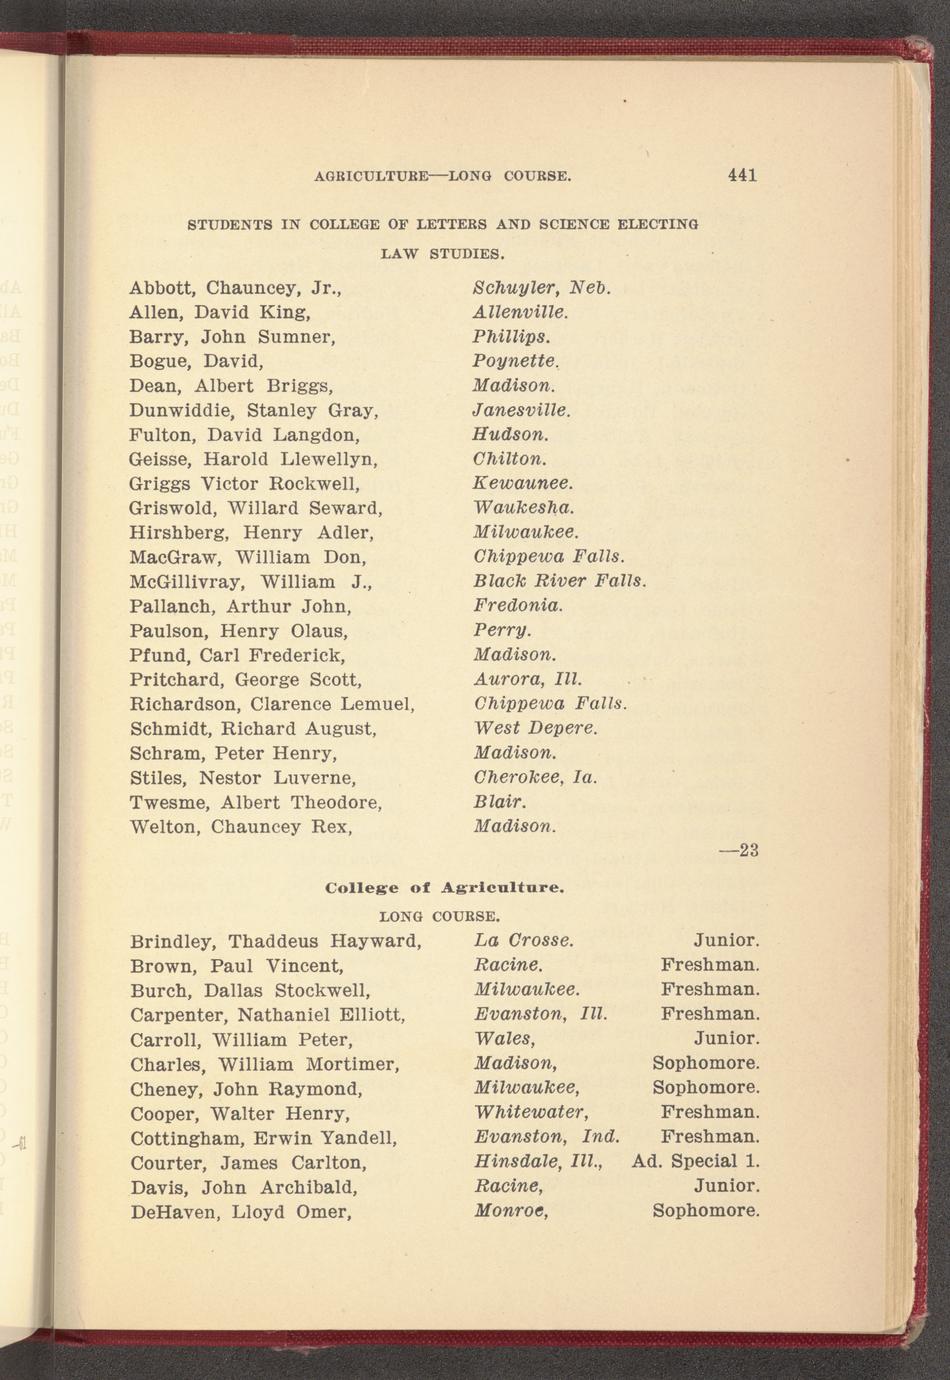 AGRICULTURE—LONG COURSE. 441
STUDENTS IN COLLEGE OF LETTERS AND SCIENCE ELECTING
LAW STUDIES.
Abbott, Chauncey, Jr., Schuyler, Neb.
Allen, David King, Allenville.
Barry, John Sumner, Phillips.
Bogue, David, Poynette.
Dean, Albert Briggs, Madison.
Dunwiddie, Stanley Gray, Janesville.
Fulton, David Langdon, Hudson.
Geisse, Harold Llewellyn, Chilton.
Griggs Victor Rockwell, Kewaunee.
Griswold, Willard Seward, Waukesha.
Hirshberg, Henry Adler, Milwaukee.
MacGraw, William Don, Chippewa Falls.
McGillivray, William J., Black River Falls.
Pallanch, Arthur John, Fredonia.
Paulson, Henry Olaus, Perry.
Pfund, Carl Frederick, Madison.
Pritchard, George Scott, Aurora, Ill.
Richardson, Clarence Lemuel, Chippewa Falls.
Schmidt, Richard August, West Depere.
Schram, Peter Henry, Madison.
Stiles, Nestor Luverne, Cherokee, Ia.
Twesme, Albert Theodore, Blair.
Welton, Chauncey Rex, Madison.
—23
College of Agriculture.
LONG COURSE.
Brindley, Thaddeus Hayward, La Crosse. Junior.
Brown, Paul Vincent, Racine. Freshman.
Burch, Dallas Stockwell, Milwaukee. Freshman.
Carpenter, Nathaniel Elliott, Evanston, Ill. Freshman.
Carroll, William Peter, Wales, Junior.
Charles, William Mortimer, Madison, Sophomore.
Cheney, John Raymond, Milwaukee, Sophomore.
Cooper, Walter Henry, Whitewater, Freshman.
Cottingham, Erwin Yandell, Evanston, Ind. Freshman.
Courter, James Carlton, Hinsdale, Ill., Ad. Special 1.
Davis, John Archibald, Racine, Junior.
DeHaven, Lloyd Omer, Monroe, Sophomore.